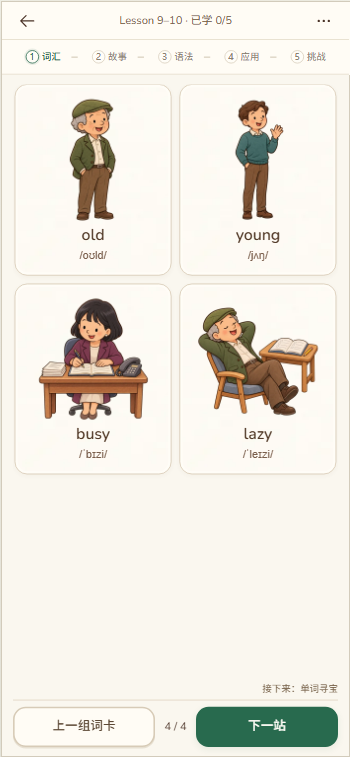 Lesson 9–10 · 已学 0/5
1 词汇 – 2 故事 – 3 语法 – 4 应用 – 5 挑战
old
/oʊld/
young
/jʌŋ/
busy
/ˈbɪzi/
lazy
/ˈleɪzi/
接下来：单词寻宝
上一组词卡
4 / 4
下一站